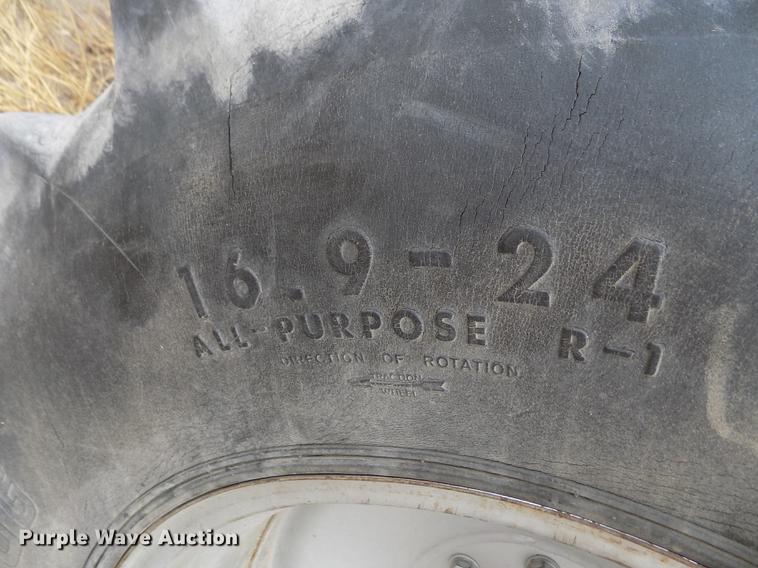 16.9-24
ALL-PURPOSE R-1
DIRECTION OF ROTATION
TRACTION
WHEEL
Purple Wave Auction